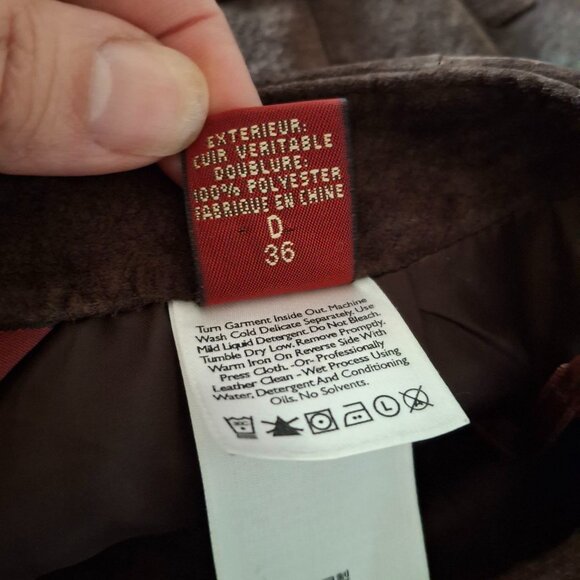 EXTERIEUR:
CUIR VERITABLE
DOUBLURE:
100% POLYESTER
FABRIQUE EN CHINE
D
36
Turn Garment Inside Out. Machine
Wash Cold Delicate Separately. Use
Mild Liquid Detergent. Do Not Bleach.
Tumble Dry Low. Remove Promptly.
Warm Iron On Reverse Side With
Press Cloth. -Or- Professionally
Leather Clean -Wet Process Using
Water, Detergent And Conditioning
Oils. No Solvents.
L